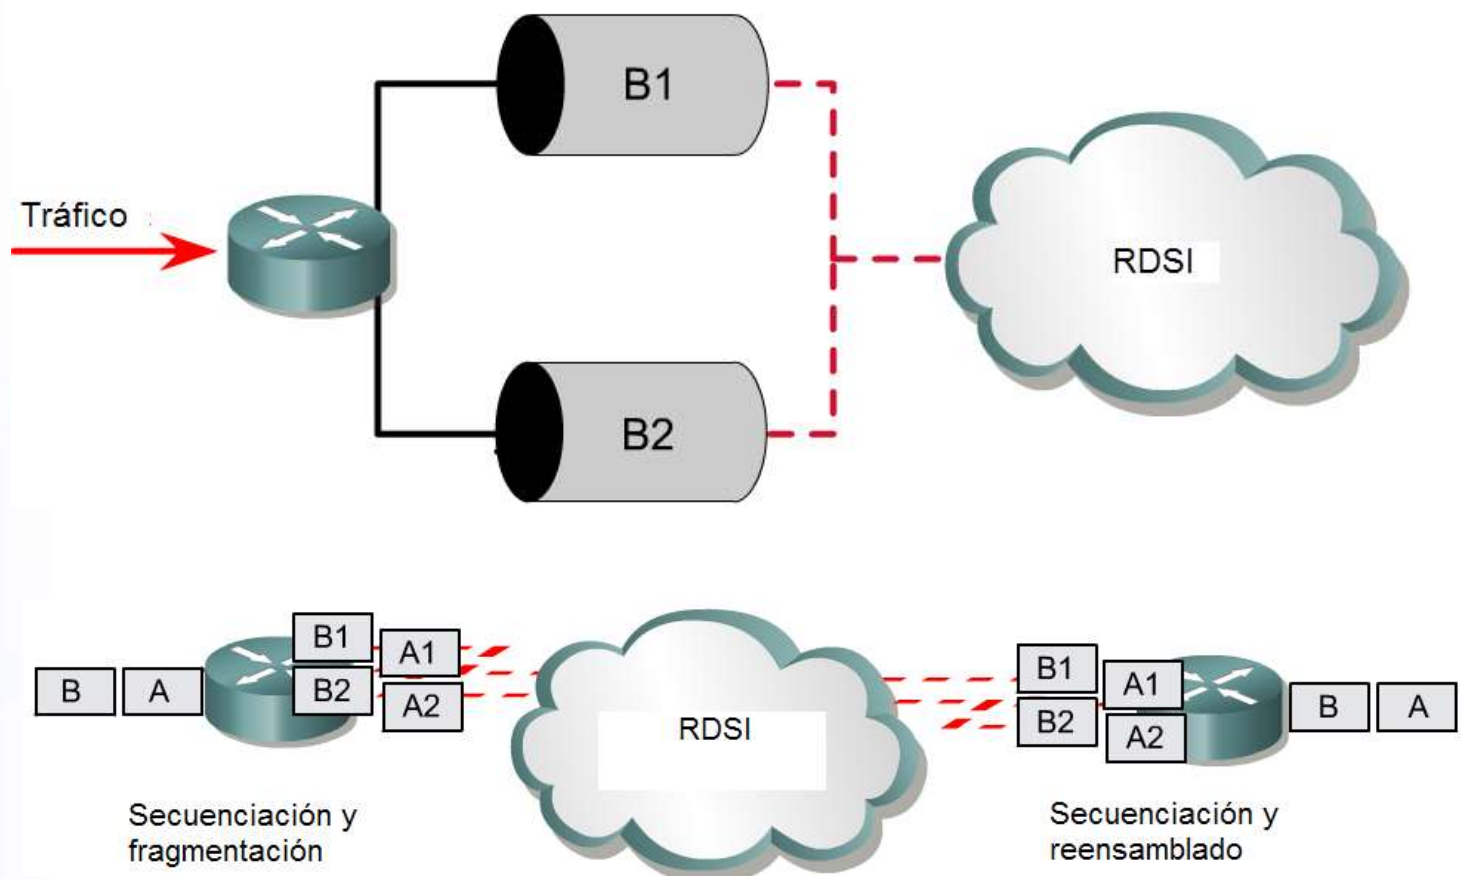 B1
Tráfico
RDSI
B2
B1
A1
B
A
B2
A2
Secuenciación y
fragmentación
RDSI
B1
A1
B2
A2
B
A
Secuenciación y
reensamblado